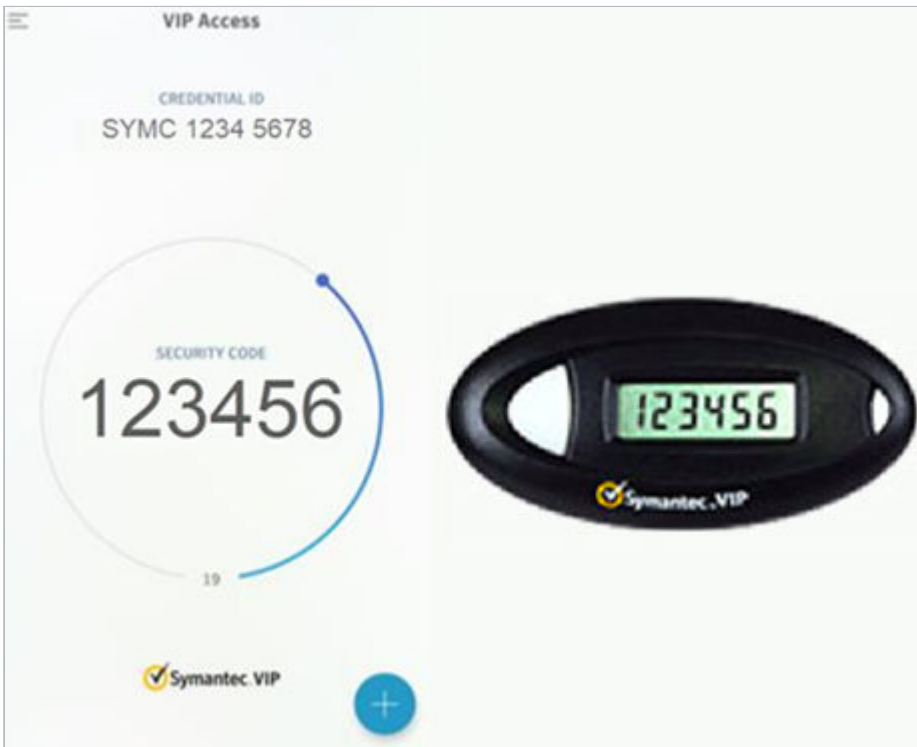 VIP Access
CREDENTIAL ID
SYMC 1234 5678
SECURITY CODE
123456
19
Symantec. VIP
123456
Symantec. VIP